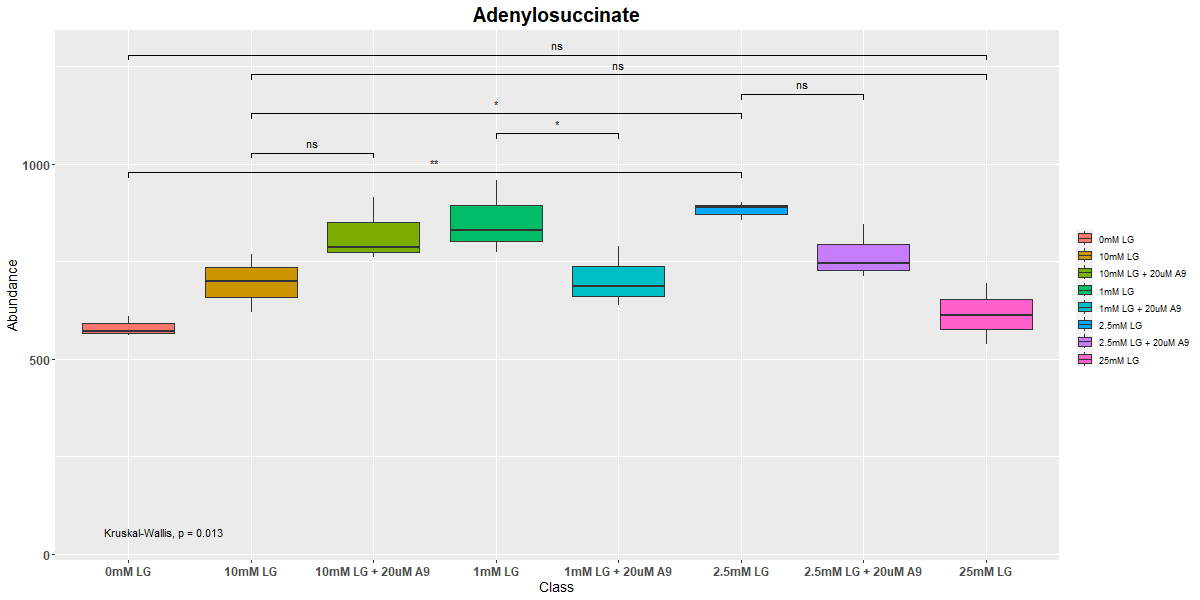 Adenylosuccinate
ns
ns
ns
*
*
ns
**
1000
500
0
Abundance
Kruskal-Wallis, p = 0.013
0mM LG
10mM LG
10mM LG + 20uM A9
1mM LG
1mM LG + 20uM A9
2.5mM LG
2.5mM LG + 20uM A9
25mM LG
Class
0mM LG
10mM LG
10mM LG + 20uM A9
1mM LG
1mM LG + 20uM A9
2.5mM LG
2.5mM LG + 20uM A9
25mM LG